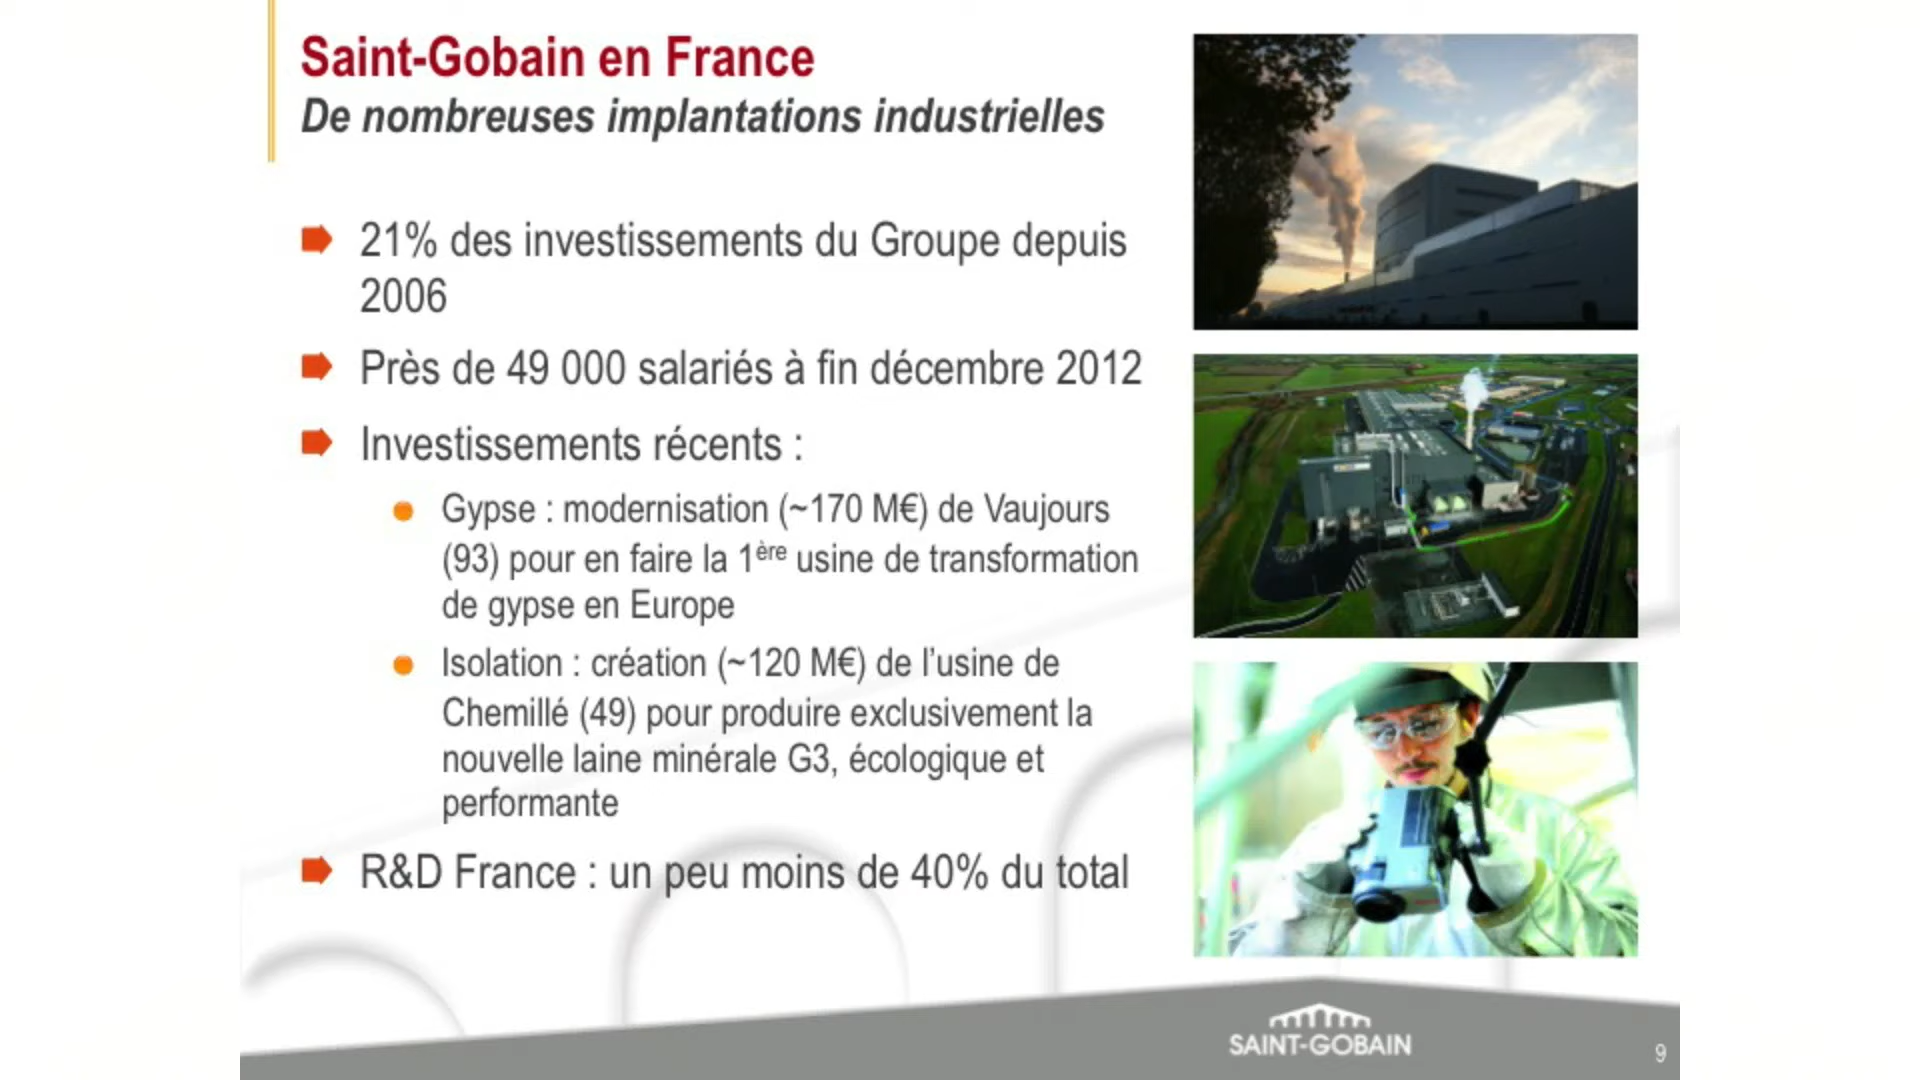 Saint-Gobain en France
De nombreuses implantations industrielles
21% des investissements du Groupe depuis
2006
Près de 49 000 salariés à fin décembre 2012
Investissements récents :
Gypse : modernisation (~170 M€) de Vaujours
(93) pour en faire la 1ère usine de transformation
de gypse en Europe
Isolation : création (~120 M€) de l’usine de
Chemillé (49) pour produire exclusivement la
nouvelle laine minérale G3, écologique et
performante
R&D France : un peu moins de 40% du total
SAINT-GOBAIN
9